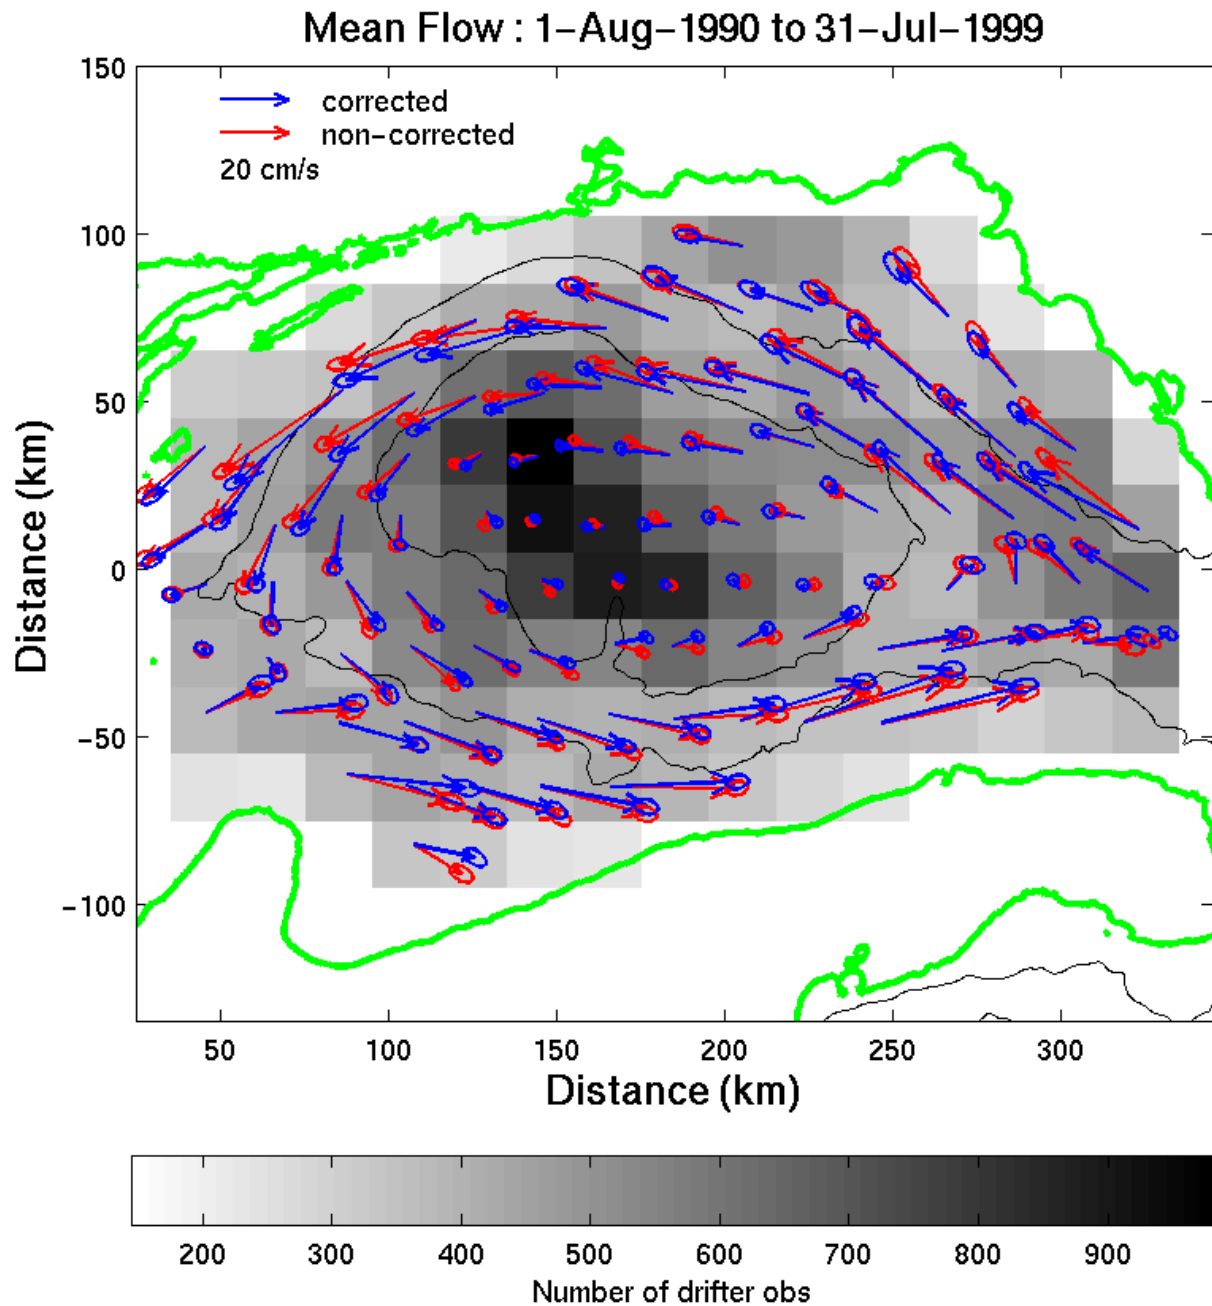 Mean Flow : 1-Aug-1990 to 31-Jul-1999
150
corrected
non-corrected
20 cm/s
100
50
0
-50
-100
Distance (km)
50 100 150 200 250 300
Distance (km)
200 300 400 500 600 700 800 900
Number of drifter obs